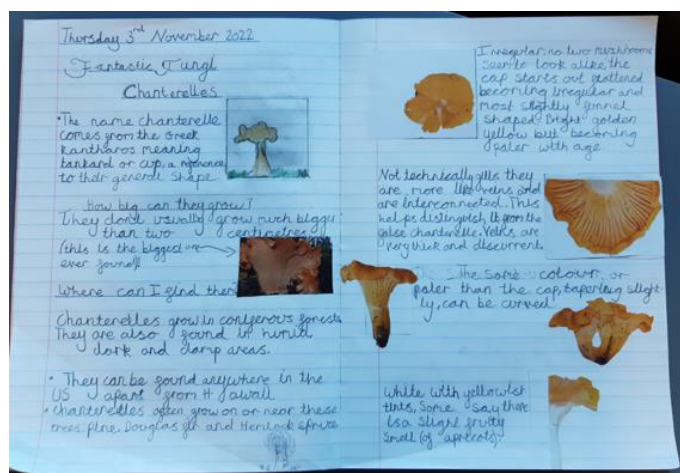 Thursday 3rd November 2022
Fantastic Fungi
Chanterelles
• The name chanterelle
comes from the Greek
kantharos meaning
tankard or cup, a reference
to their general shape
How big can they grow?
They don't usually grow much bigger
than two centimetres
(this is the biggest
ever found)
Where can I find them
Chanterelles grow in coniferous forests
They are also found in humid
dark and damp areas.
• They can be found anywhere in the
US apart from Hawaii
• Chanterelles often grow on or near these
trees: Pine, Douglas fir and Hemlock Spruce
Irregular: no two mushrooms
seem to look alike, the
cap starts out flattened
becoming irregular and
most slightly funnel
shaped. Bright golden
yellow but becoming
paler with age
Not technically gills they
are more like veins and
are interconnected. This
helps distinguish it from the
false chanterelle. Veins are
very thick and discurrent.
The same colour, or
paler than the cap, tapering slight-
ly, can be curved.
White with yellowish
tints, Some say there
is a slight fruity
smell (of apricots).